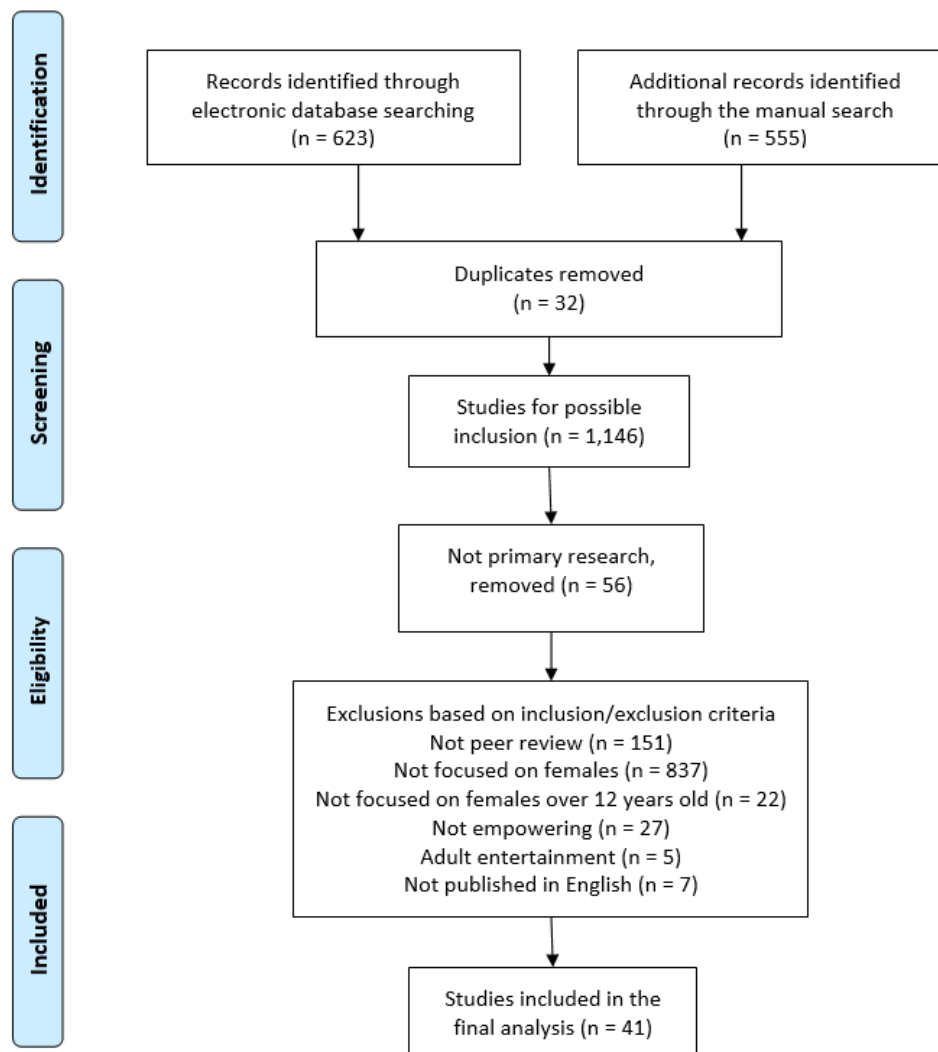 Identification
Records identified through
electronic database searching
(n = 623)
Additional records identified
through the manual search
(n = 555)
Duplicates removed
(n = 32)
Screening
Studies for possible
inclusion (n = 1,146)
Not primary research,
removed (n = 56)
Eligibility
Exclusions based on inclusion/exclusion criteria
Not peer review (n = 151)
Not focused on females (n = 837)
Not focused on females over 12 years old (n = 22)
Not empowering (n = 27)
Adult entertainment (n = 5)
Not published in English (n = 7)
Included
Studies included in the
final analysis (n = 41)